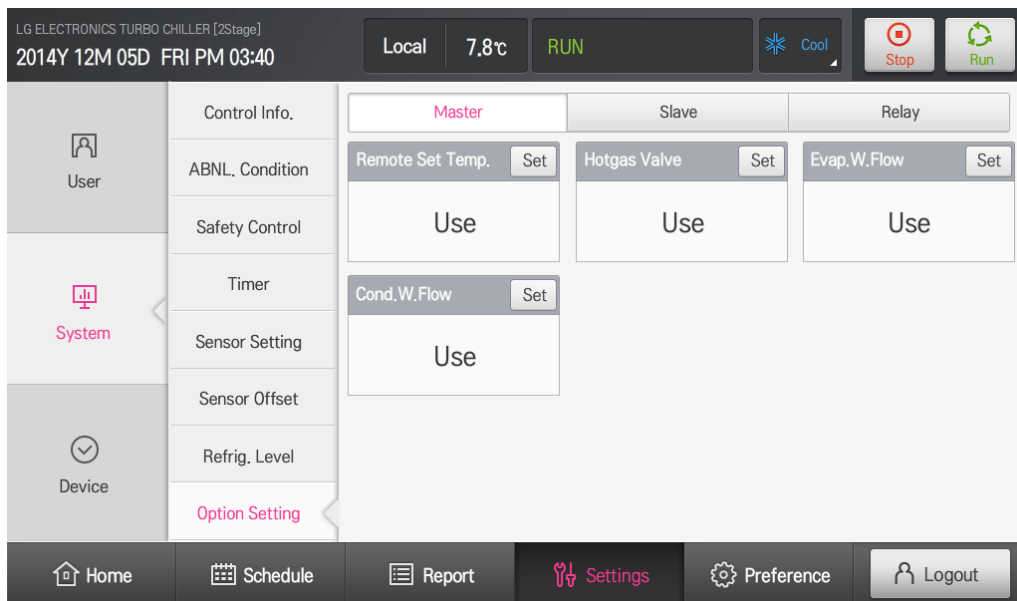 LG ELECTRONICS TURBO CHILLER [2Stage]
2014Y 12M 05D FRI PM 03:40
Local 7.8℃ RUN Cool
Stop Run
User
System
Device
Control Info.
ABNL. Condition
Safety Control
Timer
Sensor Setting
Sensor Offset
Refrig. Level
Option Setting
Master Slave Relay
Remote Set Temp. Set Hotgas Valve Set Evap.W.Flow Set
Use Use Use
Cond.W.Flow Set
Use
Home Schedule Report Settings Preference Logout